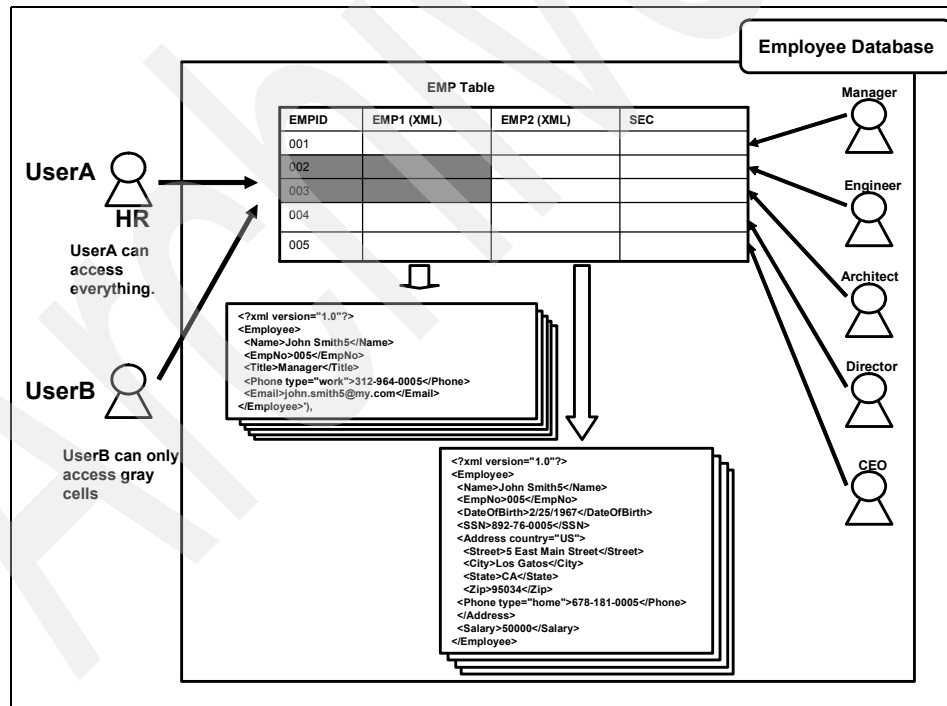 Employee Database
EMP Table
EMPID EMP1 (XML) EMP2 (XML) SEC
001
002
003
004
005
UserA
HR
UserA can
access
everything.
UserB
UserB can only
access gray
cells
Manager
Engineer
Architect
Director
CEO
<?xml version="1.0"?>
<Employee>
<Name>John Smith5</Name>
<EmpNo>005</EmpNo>
<Title>Manager</Title>
<Phone type="work">312-964-0005</Phone>
<Email>john.smith5@my.com</Email>
</Employee>'),
<?xml version="1.0"?>
<Employee>
<Name>John Smith5</Name>
<EmpNo>005</EmpNo>
<DateOfBirth>2/25/1967</DateOfBirth>
<SSN>892-76-0005</SSN>
<Address country="US">
<Street>5 East Main Street</Street>
<City>Los Gatos</City>
<State>CA</State>
<Zip>95034</Zip>
<Phone type="home">678-181-0005</Phone>
</Address>
<Salary>50000</Salary>
</Employee>